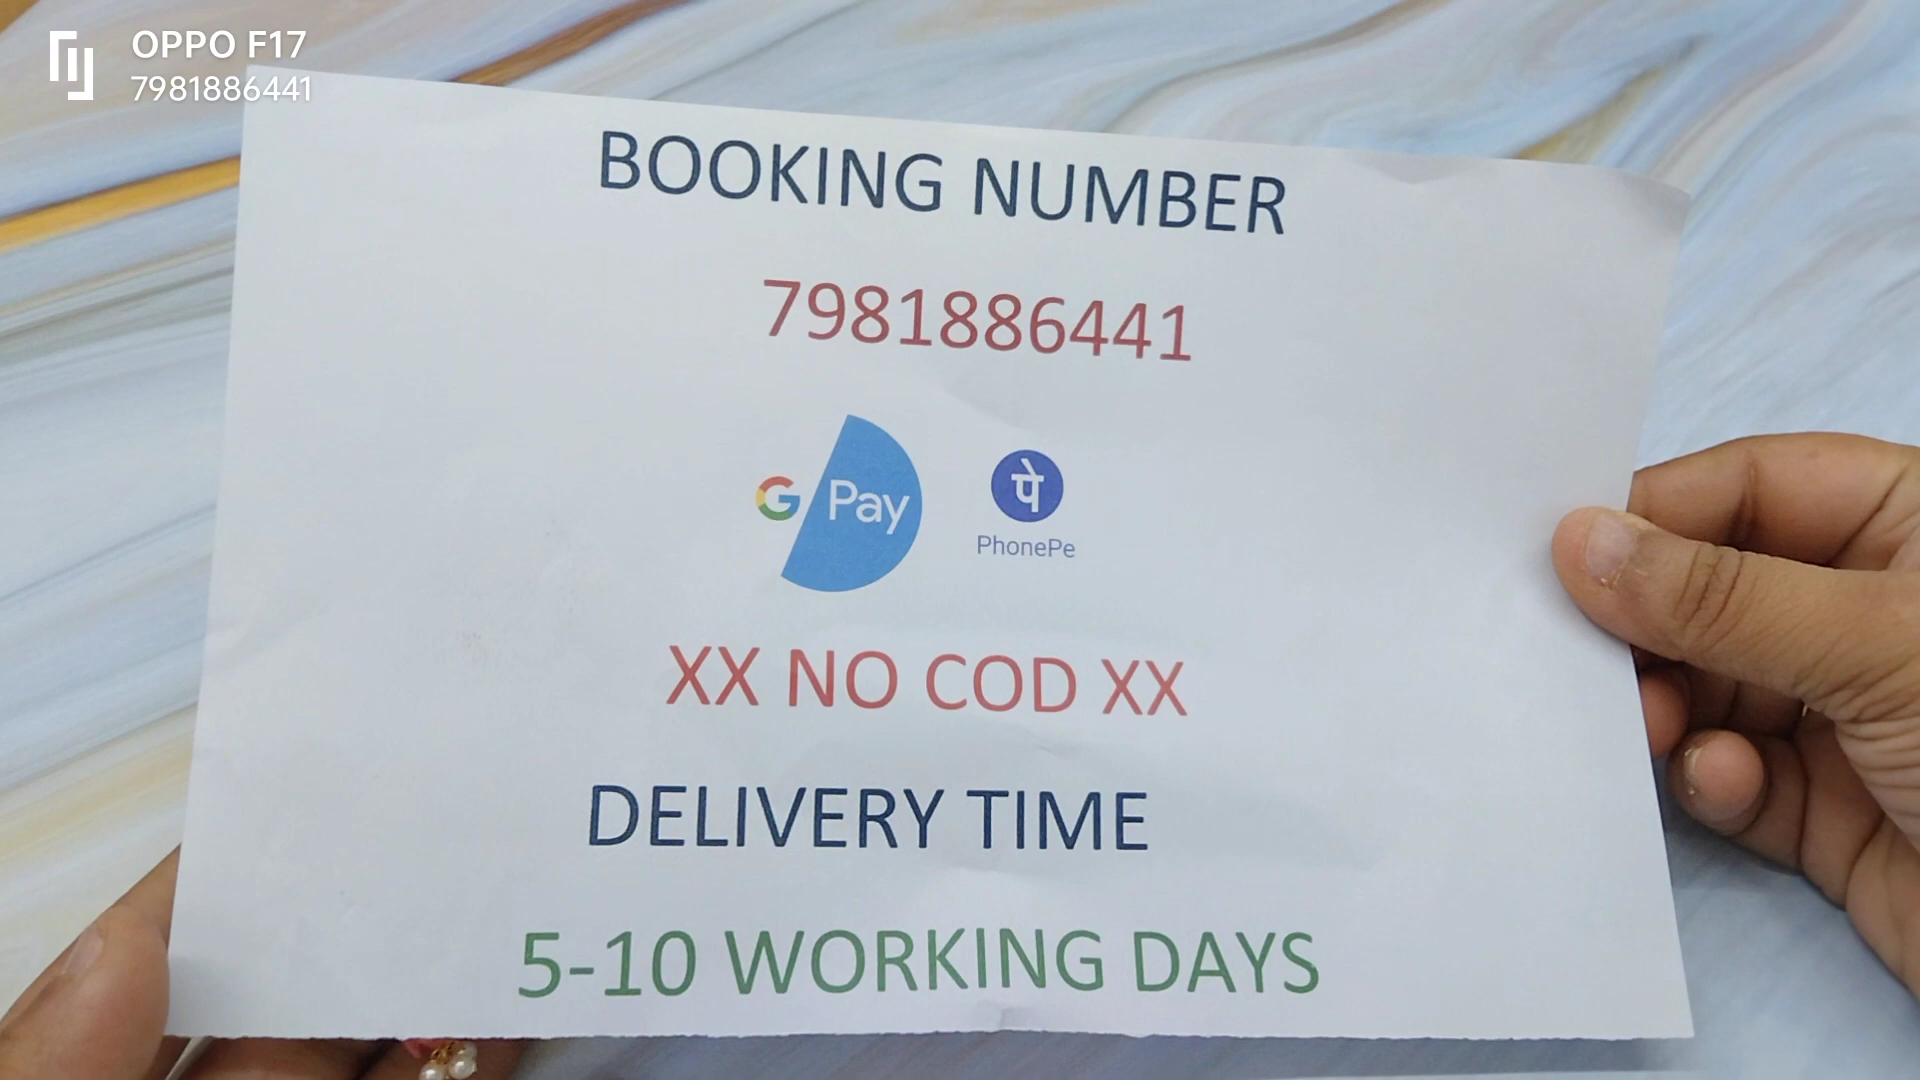 OPPO F17
7981886441
BOOKING NUMBER
7981886441
G Pay
पे
PhonePe
XX NO COD XX
DELIVERY TIME
5-10 WORKING DAYS